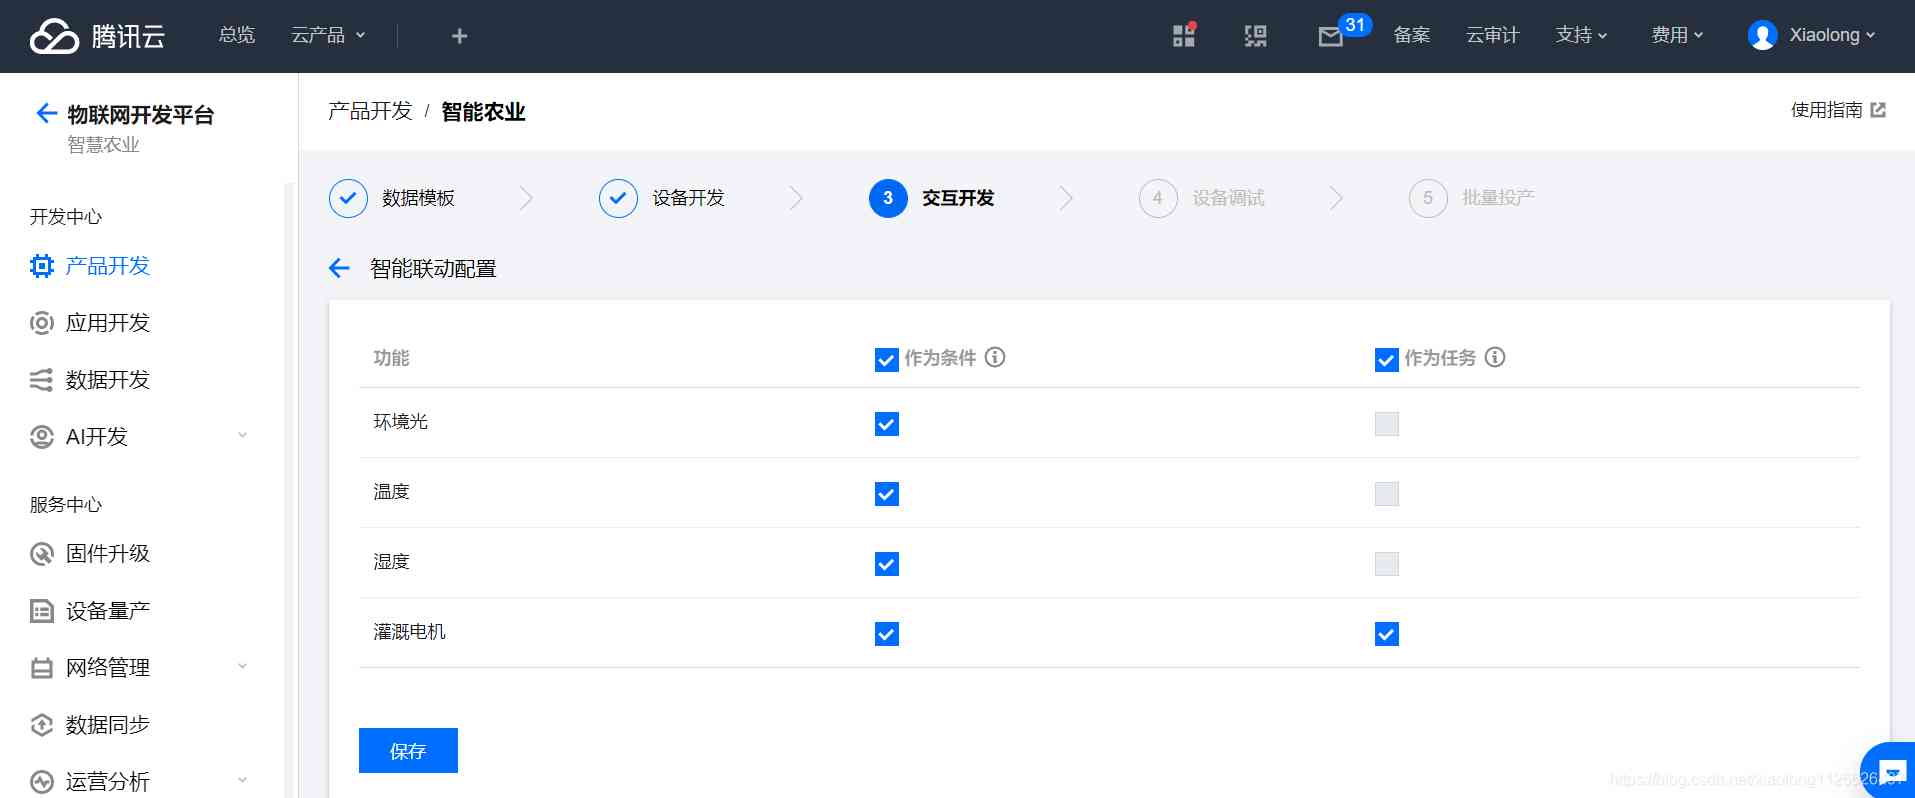 腾讯云 总览 云产品 31 备案 云审计 支持 费用 Xiaolong
物联网开发平台
智慧农业
产品开发 / 智能农业 使用指南
数据模板 设备开发 3 交互开发 4 设备调试 5 批量投产
开发中心
产品开发
应用开发
数据开发
AI开发
服务中心
固件升级
设备量产
网络管理
数据同步
运营分析
智能联动配置
功能 作为条件 作为任务
环境光
温度
湿度
灌溉电机
保存